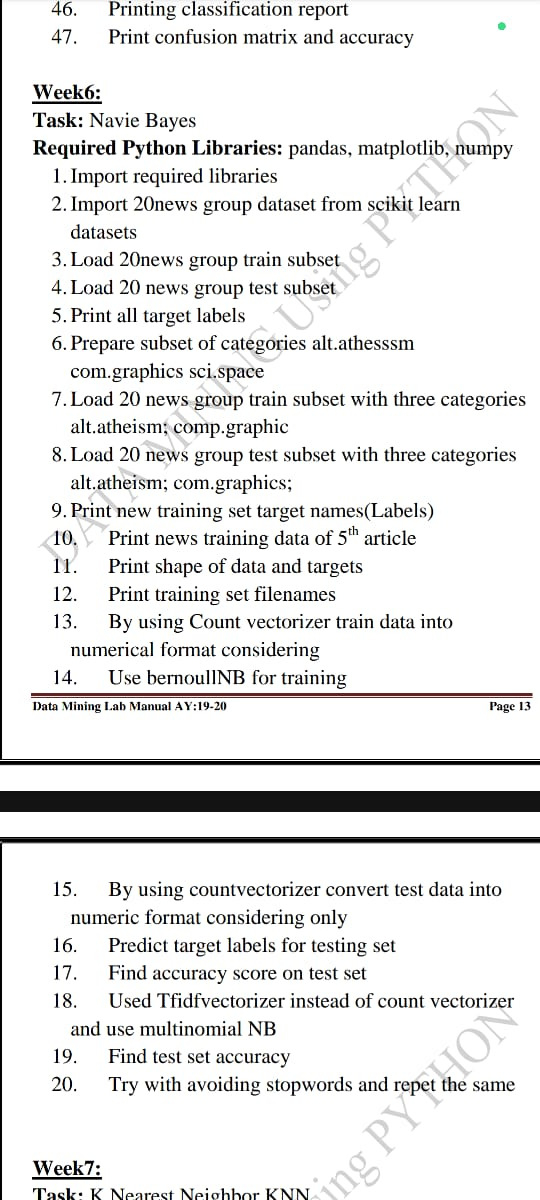 46. Printing classification report
47. Print confusion matrix and accuracy
Week6:
Task: Navie Bayes
Required Python Libraries: pandas, matplotlib, numpy
1. Import required libraries
2. Import 20news group dataset from scikit learn
datasets
3. Load 20news group train subset
4. Load 20 news group test subset
5. Print all target labels
6. Prepare subset of categories alt.athesssm
com.graphics sci.space
7. Load 20 news group train subset with three categories
alt.atheism; comp.graphic
8. Load 20 news group test subset with three categories
alt.atheism; com.graphics;
9. Print new training set target names(Labels)
10. Print news training data of 5th article
11. Print shape of data and targets
12. Print training set filenames
13. By using Count vectorizer train data into
numerical format considering
14. Use bernoullNB for training
Data Mining Lab Manual AY:19-20 Page 13
DATA MINING Using PYTHON
15. By using countvectorizer convert test data into
numeric format considering only
16. Predict target labels for testing set
17. Find accuracy score on test set
18. Used Tfidfvectorizer instead of count vectorizer
and use multinomial NB
19. Find test set accuracy
20. Try with avoiding stopwords and repet the same
Week7:
Task: K Nearest Neighbor KNN
ing PYTHON